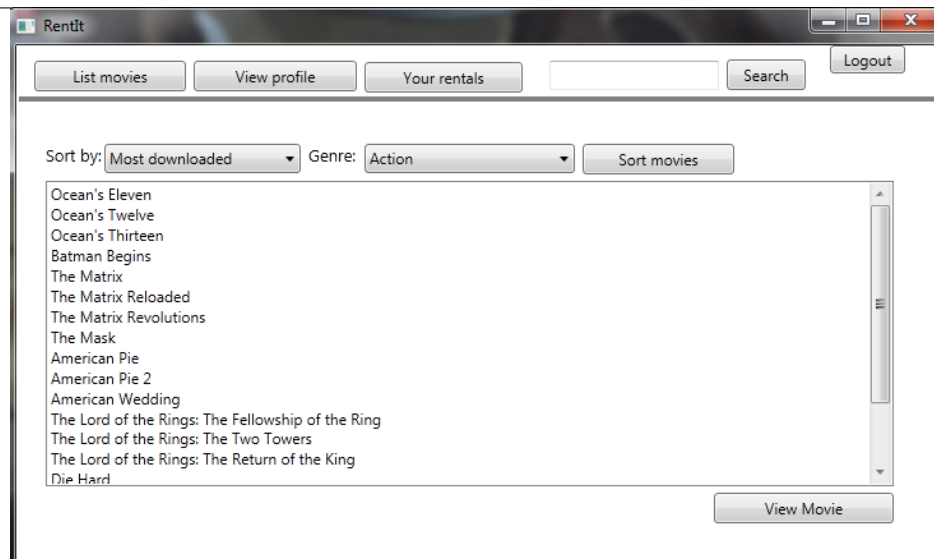 RentIt
List movies View profile Your rentals Search Logout
Sort by: Most downloaded Genre: Action Sort movies
Ocean's Eleven
Ocean's Twelve
Ocean's Thirteen
Batman Begins
The Matrix
The Matrix Reloaded
The Matrix Revolutions
The Mask
American Pie
American Pie 2
American Wedding
The Lord of the Rings: The Fellowship of the Ring
The Lord of the Rings: The Two Towers
The Lord of the Rings: The Return of the King
Die Hard
View Movie